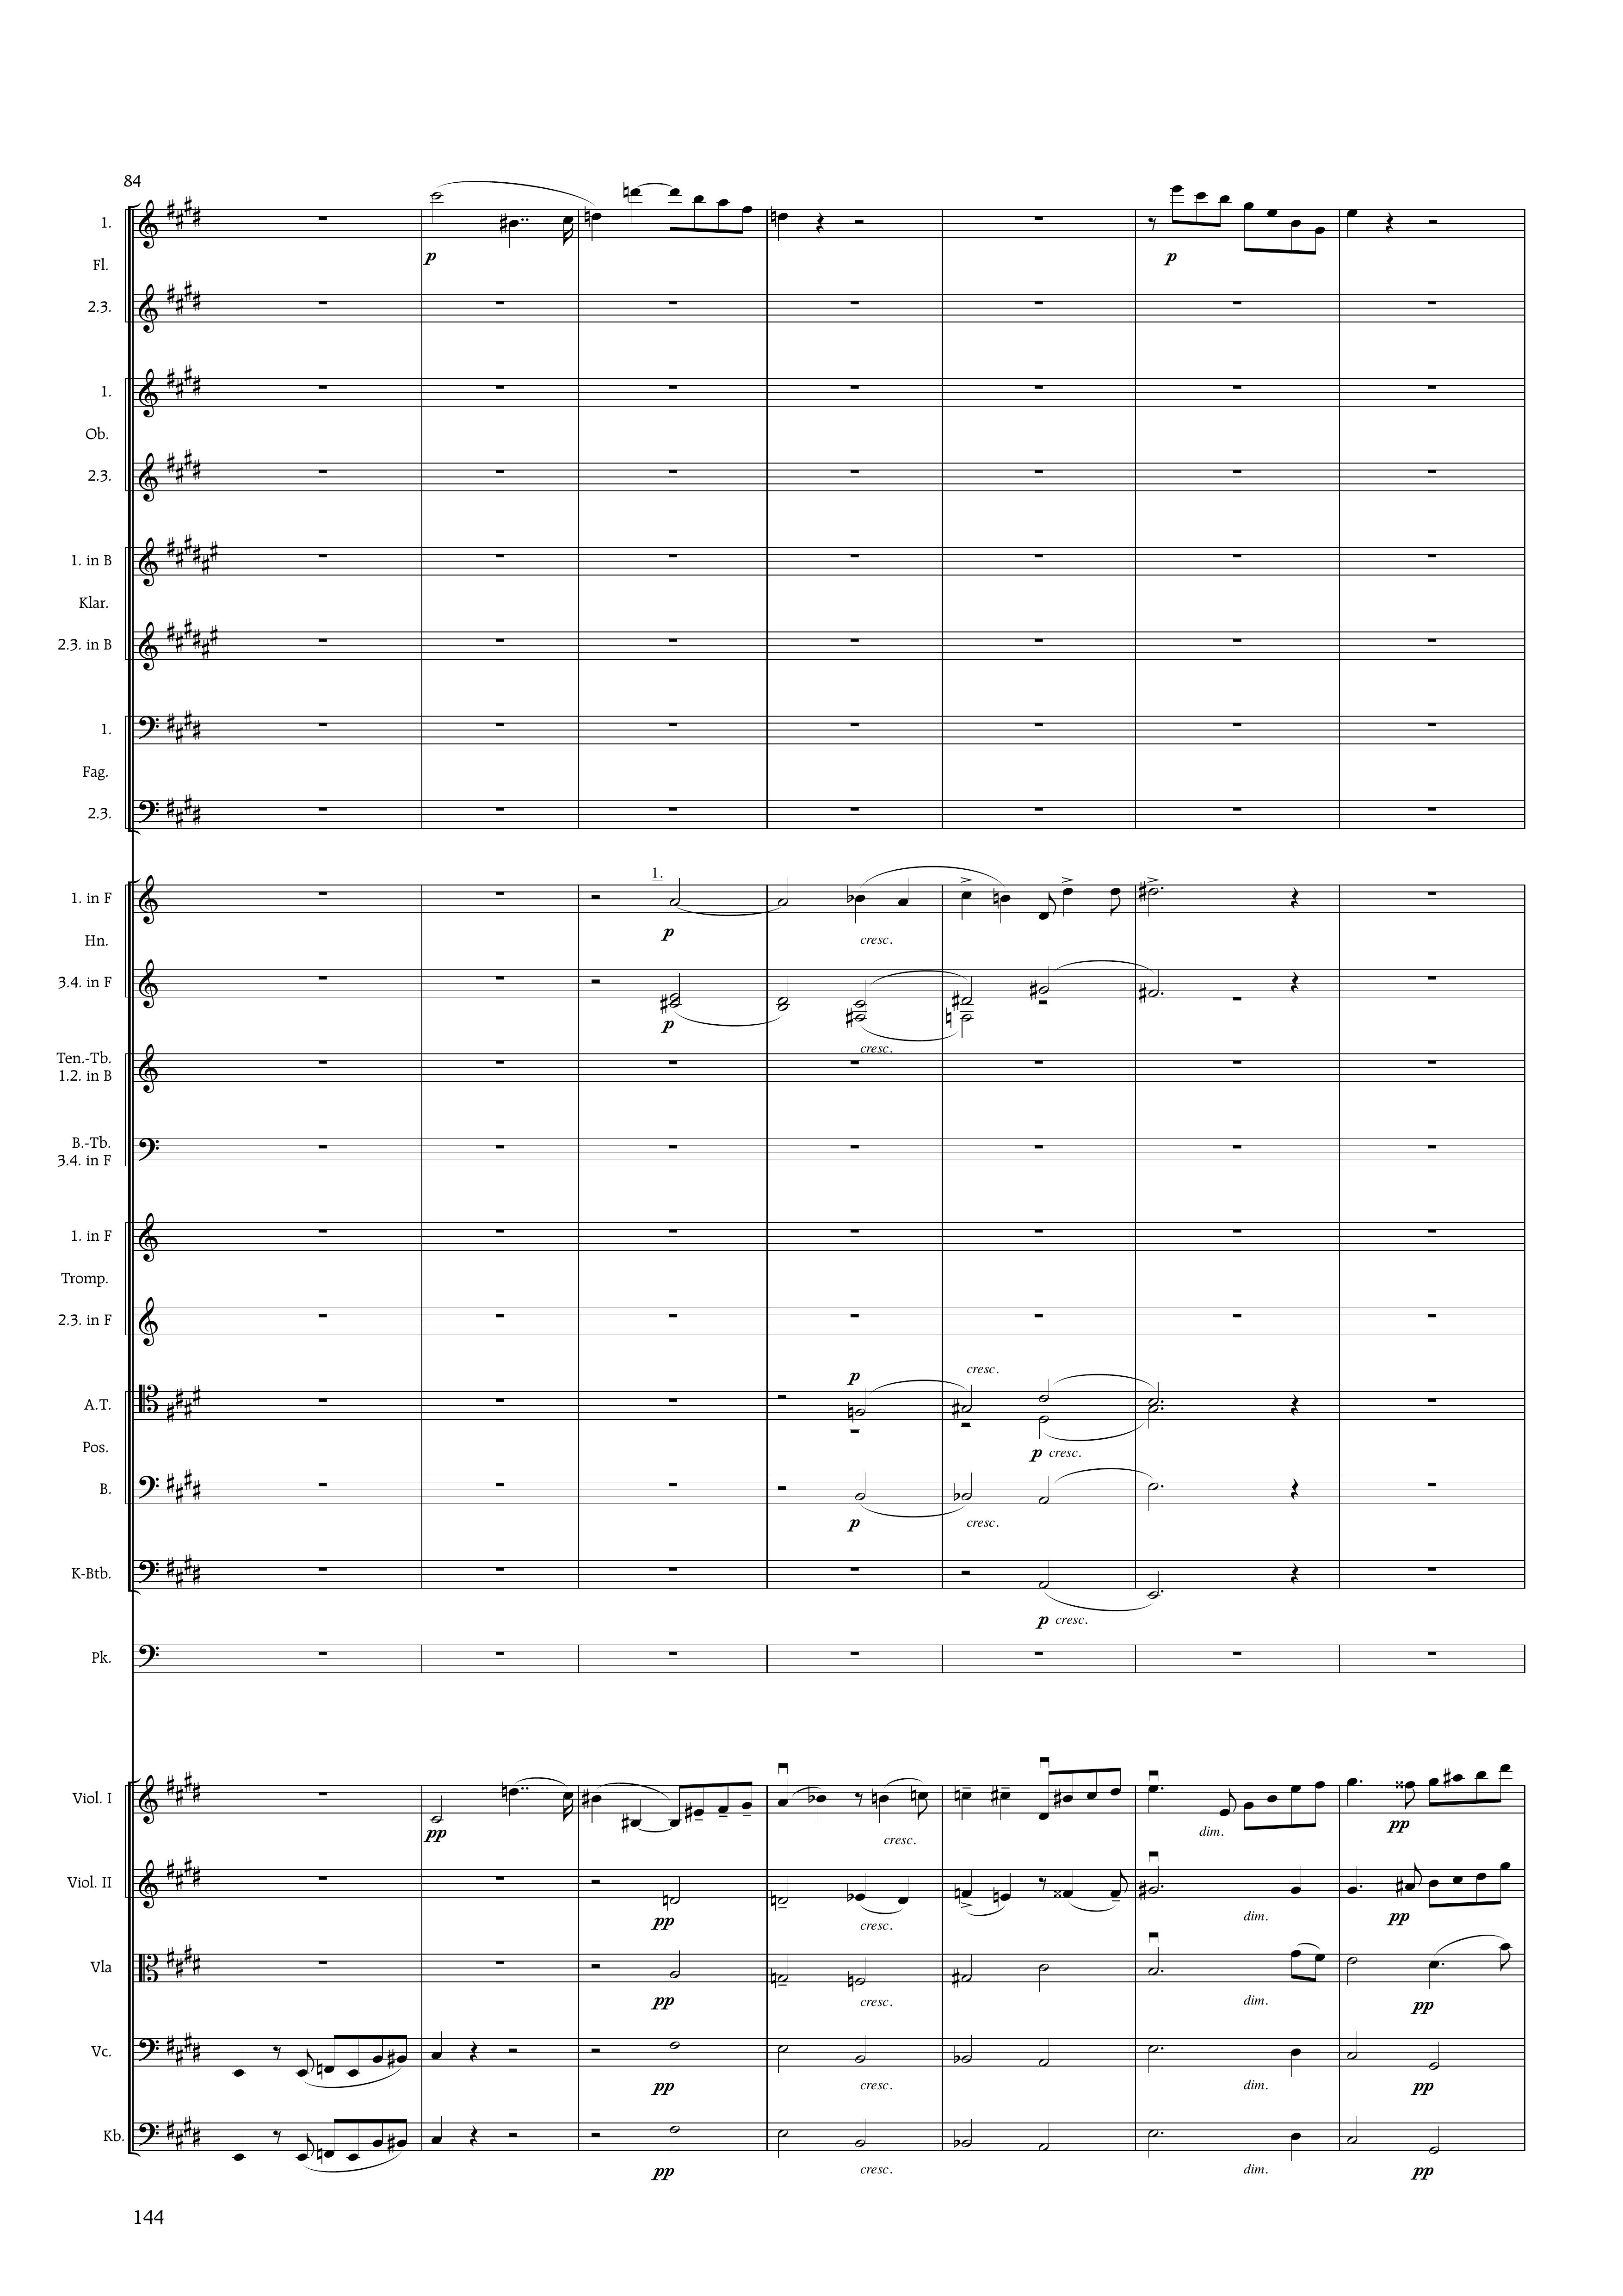 84
1.
Fl.
p
p
2.3.
1.
Ob.
2.3.
1. in B
Klar.
2.3. in B
1.
Fag.
2.3.
1.
1. in F
p
cresc.
Hn.
3.4. in F
p
cresc.
Ten.-Tb.
1.2. in B
B.-Tb.
3.4. in F
1. in F
Tromp.
2.3. in F
p
cresc.
A.T.
p cresc.
Pos.
B.
p
cresc.
K-Btb.
p cresc.
Pk.
Viol. I
pp
cresc.
dim.
pp
Viol. II
pp
cresc.
dim.
pp
Vla
pp
cresc.
dim.
pp
Vc.
pp
cresc.
dim.
pp
Kb.
pp
cresc.
dim.
pp
144